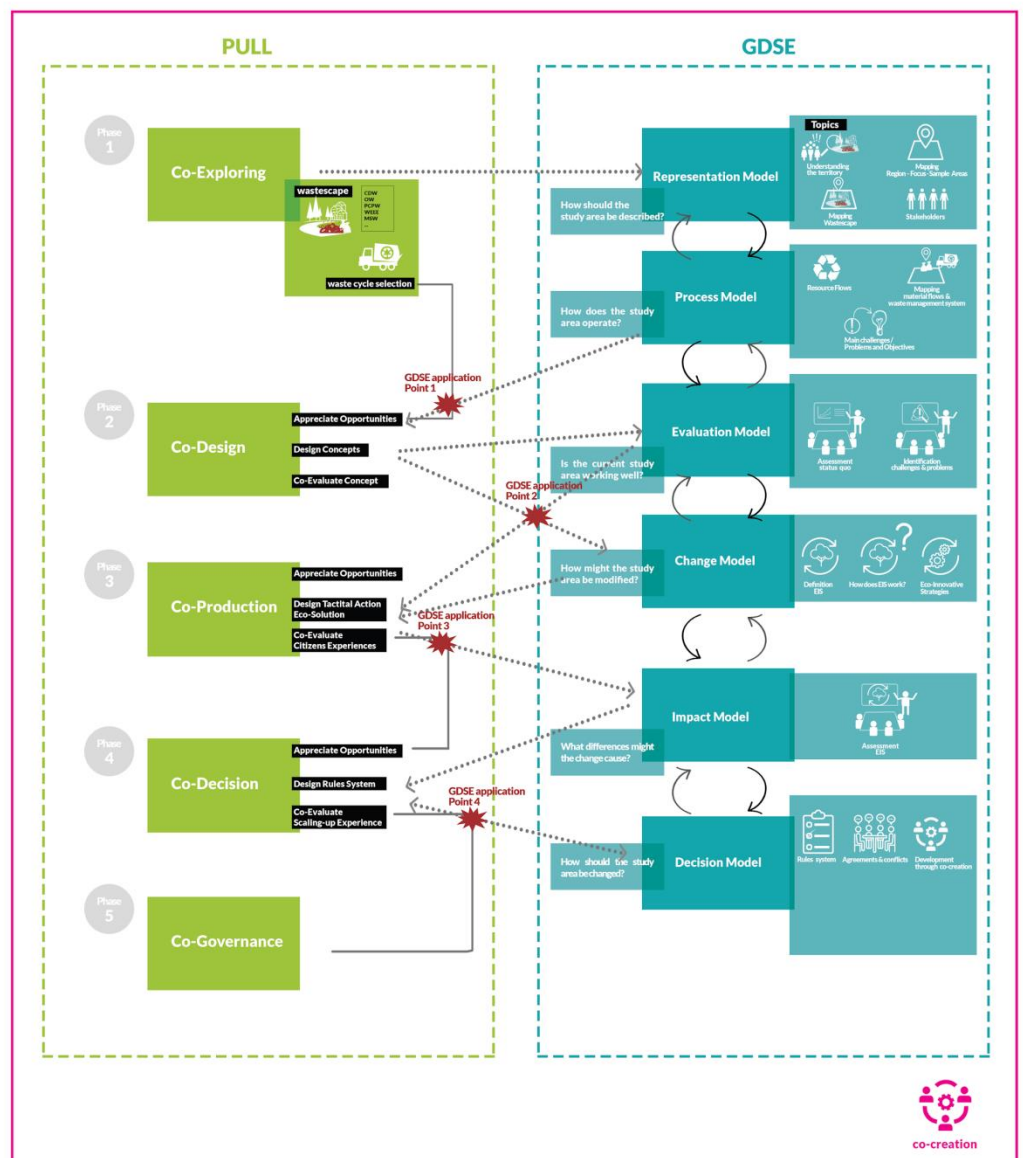 PULL
GDSE
Phase
1
Co-Exploring
wastescape
CDW
OW
PCPW
WEEE
MSW
...
waste cycle selection
Representation Model
How should the
study area be described?
Topics
Understanding
the territory
Mapping
Region - Focus - Sample Areas
Mapping
Wastescape
Stakeholders
Process Model
How does the study
area operate?
Resource Flows
Mapping
material flows &
waste management system
Main challenges /
Problems and Objectives
GDSE application
Point 1
Phase
2
Co-Design
Appreciate Opportunities
Design Concepts
Co-Evaluate Concept
Evaluation Model
Is the current study
area working well?
Assessment
status quo
Identification
challenges & problems
GDSE application
Point 2
Phase
3
Co-Production
Appreciate Opportunities
Design Tactital Action
Eco-Solution
Co-Evaluate
Citizens Experiences
Change Model
How might the study
area be modified?
Definition
EIS
?
How does EIS work?
Eco-Innovative
Strategies
GDSE application
Point 3
Phase
4
Co-Decision
Appreciate Opportunities
Design Rules System
Co-Evaluate
Scaling-up Experience
Impact Model
What differences might
the change cause?
Assessment
EIS
GDSE application
Point 4
Phase
5
Co-Governance
Decision Model
How should the study
area be changed?
Rules system
Agreements & conflicts
Development
through co-creation
co-creation